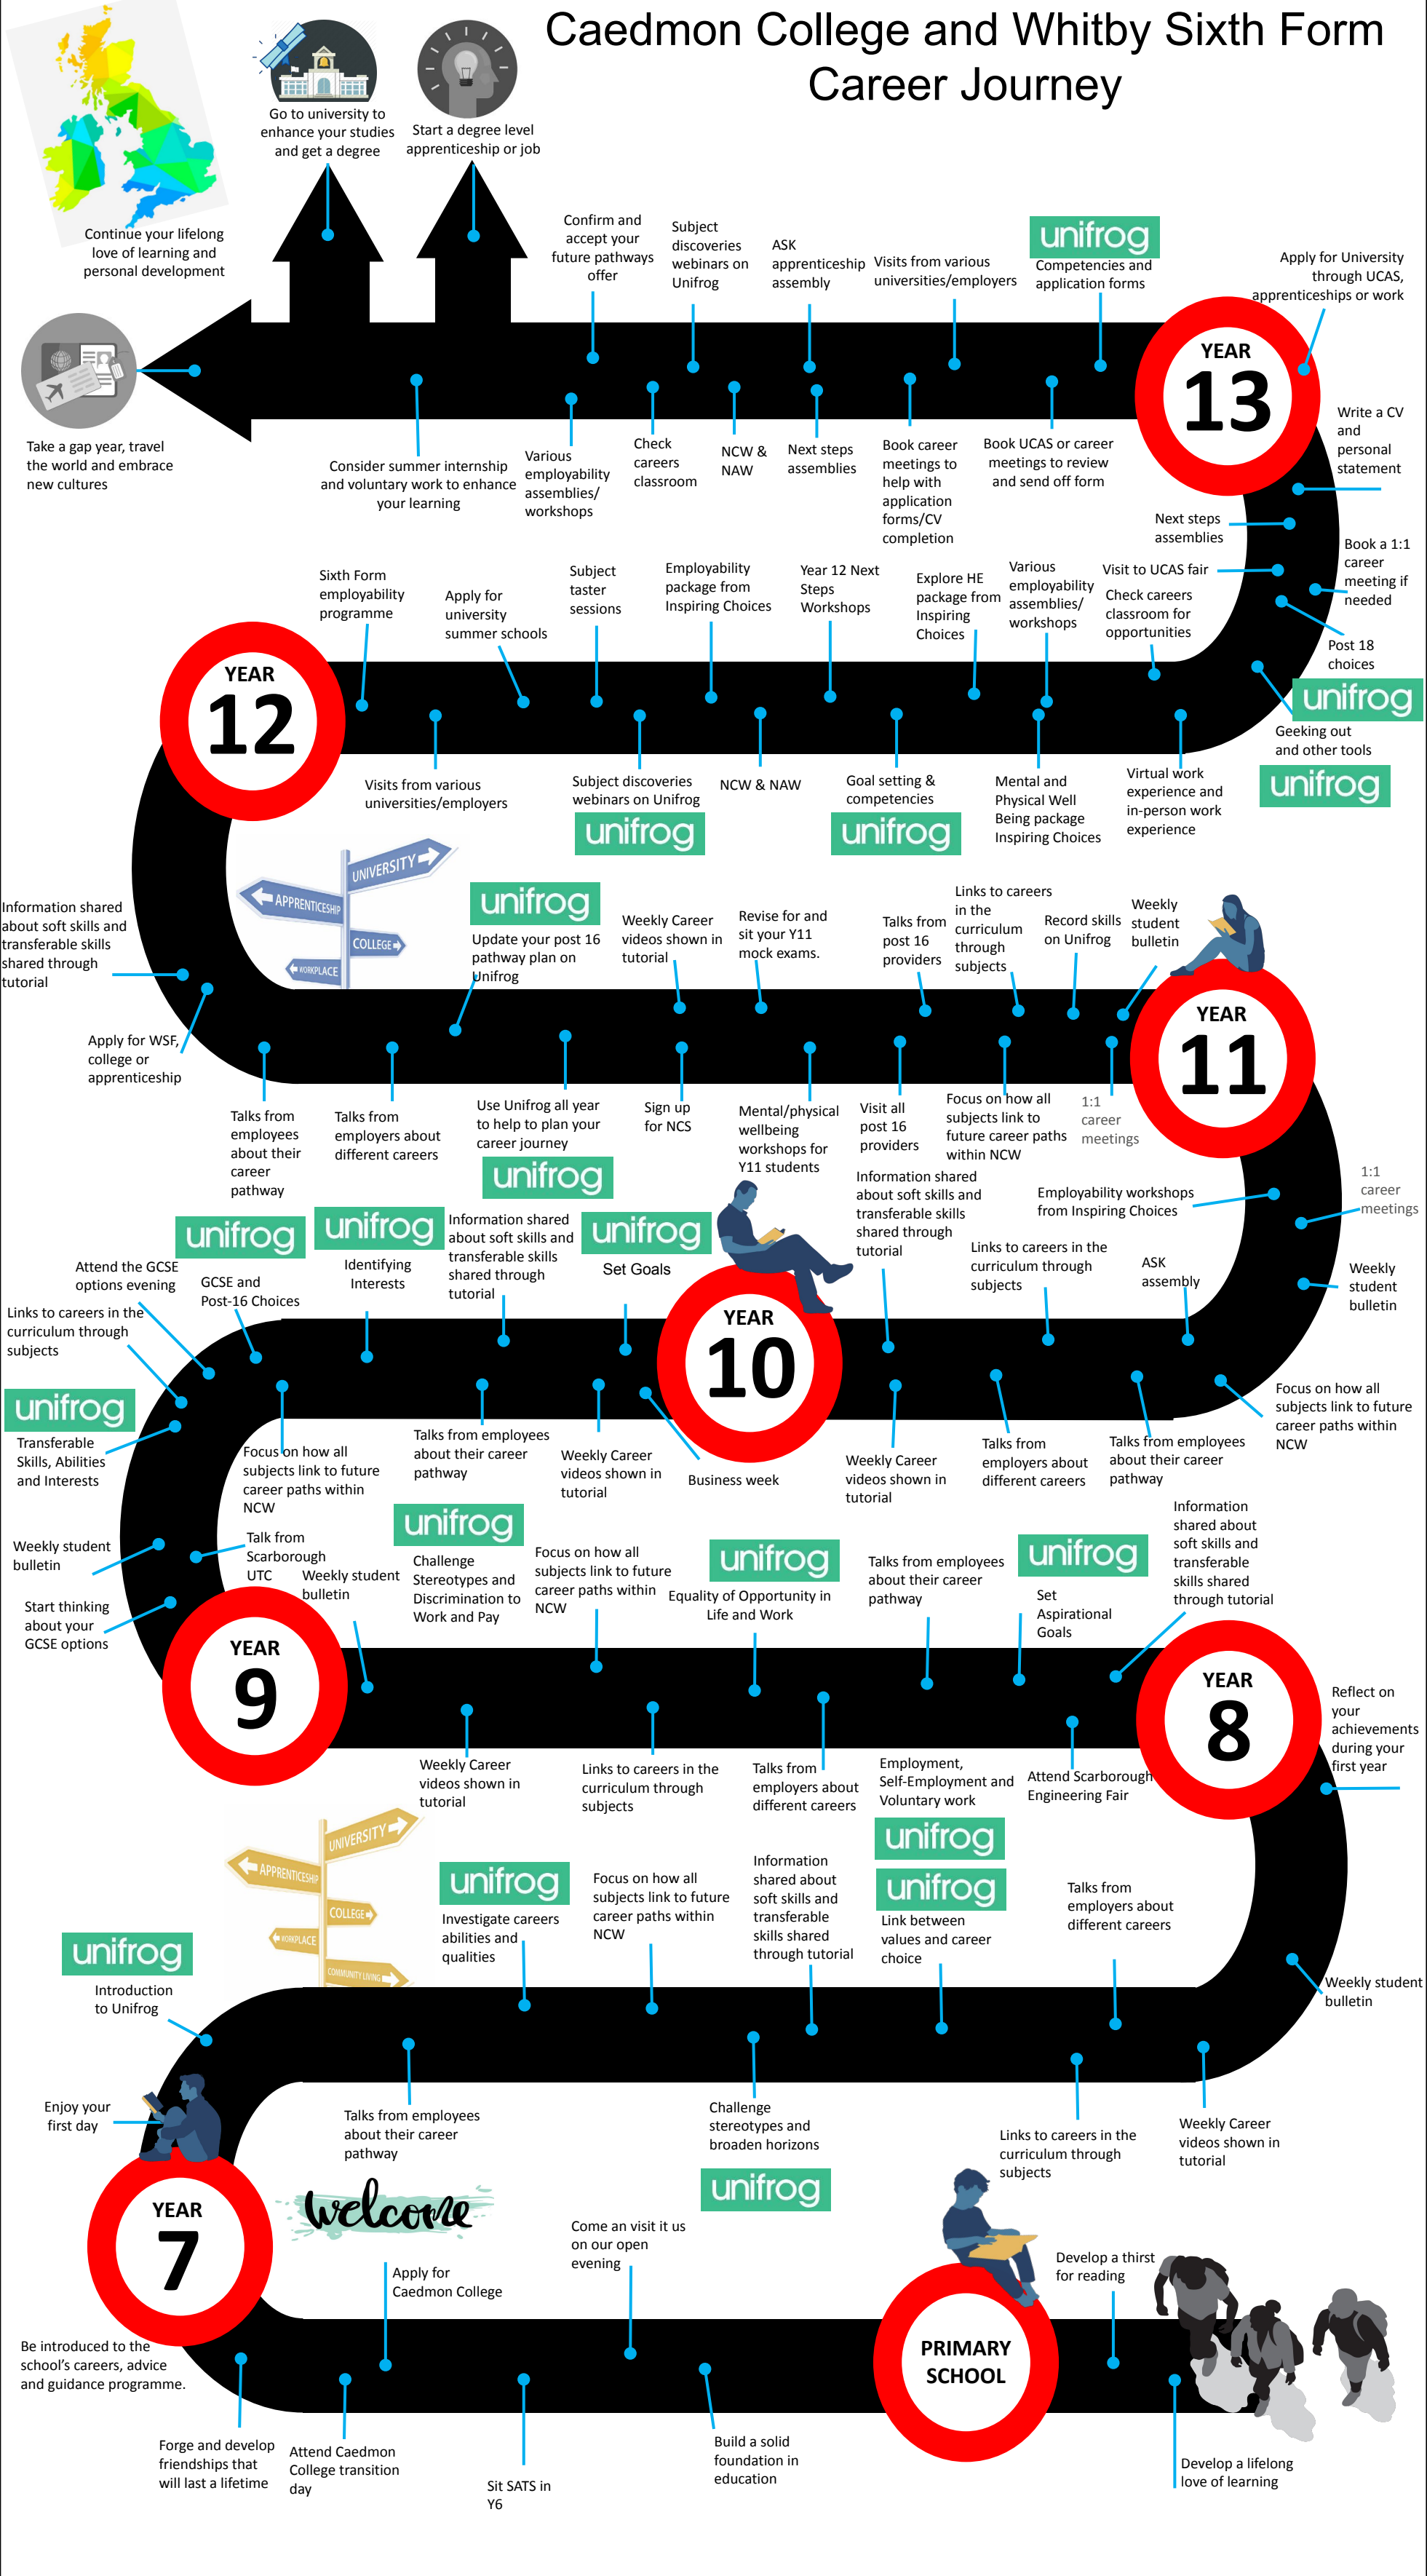 Caedmon College and Whitby Sixth Form
Career Journey
Go to university to
enhance your studies
and get a degree
Start a degree level
apprenticeship or job
Continue your lifelong
love of learning and
personal development
Take a gap year, travel
the world and embrace
new cultures
Confirm and
accept your
future pathways
offer
Subject
discoveries
webinars on
Unifrog
ASK
apprenticeship
assembly
Visits from various
universities/employers
unifrog
Competencies and
application forms
Apply for University
through UCAS,
apprenticeships or work
YEAR
13
Consider summer internship
and voluntary work to enhance
your learning
Various
employability
assemblies/
workshops
Check
careers
classroom
NCW &
NAW
Next steps
assemblies
Book career
meetings to
help with
application
forms/CV
completion
Book UCAS or career
meetings to review
and send off form
Write a CV
and
personal
statement
Next steps
assemblies
Book a 1:1
career
meeting if
needed
Visit to UCAS fair
Post 18
choices
unifrog
Geeking out
and other tools
unifrog
Sixth Form
employability
programme
Apply for
university
summer schools
Subject
taster
sessions
Employability
package from
Inspiring Choices
Year 12 Next
Steps
Workshops
Explore HE
package from
Inspiring
Choices
Various
employability
assemblies/
workshops
Check careers
classroom for
opportunities
YEAR
12
Visits from various
universities/employers
Subject discoveries
webinars on Unifrog
unifrog
NCW & NAW
Goal setting &
competencies
unifrog
Mental and
Physical Well
Being package
Inspiring Choices
Virtual work
experience and
in-person work
experience
UNIVERSITY
APPRENTICESHIP
COLLEGE
WORKPLACE
Information shared
about soft skills and
transferable skills
shared through
tutorial
Apply for WSF,
college or
apprenticeship
unifrog
Update your post 16
pathway plan on
Unifrog
Weekly Career
videos shown in
tutorial
Revise for and
sit your Y11
mock exams.
Talks from
post 16
providers
Links to careers
in the
curriculum
through
subjects
Record skills
on Unifrog
Weekly
student
bulletin
YEAR
11
Talks from
employees
about their
career
pathway
Talks from
employers about
different careers
Use Unifrog all year
to help to plan your
career journey
unifrog
Sign up
for NCS
Mental/physical
wellbeing
workshops for
Y11 students
Visit all
post 16
providers
Focus on how all
subjects link to
future career paths
within NCW
1:1
career
meetings
Employability workshops
from Inspiring Choices
1:1
career
meetings
Weekly
student
bulletin
Attend the GCSE
options evening
Links to careers in the
curriculum through
subjects
unifrog
GCSE and
Post-16 Choices
unifrog
Identifying
Interests
Information shared
about soft skills and
transferable skills
shared through
tutorial
unifrog
Set Goals
YEAR
10
Information shared
about soft skills and
transferable skills
shared through
tutorial
Links to careers in the
curriculum through
subjects
ASK
assembly
Focus on how all
subjects link to future
career paths within
NCW
unifrog
Transferable
Skills, Abilities
and Interests
Focus on how all
subjects link to future
career paths within
NCW
Talks from employees
about their career
pathway
Weekly Career
videos shown in
tutorial
Business week
Weekly Career
videos shown in
tutorial
Talks from
employers about
different careers
Talks from employees
about their career
pathway
Weekly student
bulletin
Start thinking
about your
GCSE options
Talk from
Scarborough
UTC
Weekly student
bulletin
unifrog
Challenge
Stereotypes and
Discrimination to
Work and Pay
Focus on how all
subjects link to future
career paths within
NCW
unifrog
Equality of Opportunity in
Life and Work
Talks from employees
about their career
pathway
unifrog
Set
Aspirational
Goals
Information
shared about
soft skills and
transferable
skills shared
through tutorial
YEAR
9
YEAR
8
Weekly Career
videos shown in
tutorial
Links to careers in the
curriculum through
subjects
Talks from
employers about
different careers
Employment,
Self-Employment and
Voluntary work
unifrog
Attend Scarborough
Engineering Fair
Reflect on
your
achievements
during your
first year
UNIVERSITY
APPRENTICESHIP
COLLEGE
WORKPLACE
COMMUNITY LIVING
unifrog
Introduction
to Unifrog
unifrog
Investigate careers
abilities and
qualities
Focus on how all
subjects link to future
career paths within
NCW
Information
shared about
soft skills and
transferable
skills shared
through tutorial
unifrog
Link between
values and career
choice
Talks from
employers about
different careers
Weekly student
bulletin
Enjoy your
first day
Talks from employees
about their career
pathway
Challenge
stereotypes and
broaden horizons
unifrog
Links to careers in the
curriculum through
subjects
Weekly Career
videos shown in
tutorial
YEAR
7
welcome
Apply for
Caedmon College
Come an visit it us
on our open
evening
Develop a thirst
for reading
PRIMARY
SCHOOL
Be introduced to the
school's careers, advice
and guidance programme.
Forge and develop
friendships that
will last a lifetime
Attend Caedmon
College transition
day
Sit SATS in
Y6
Build a solid
foundation in
education
Develop a lifelong
love of learning